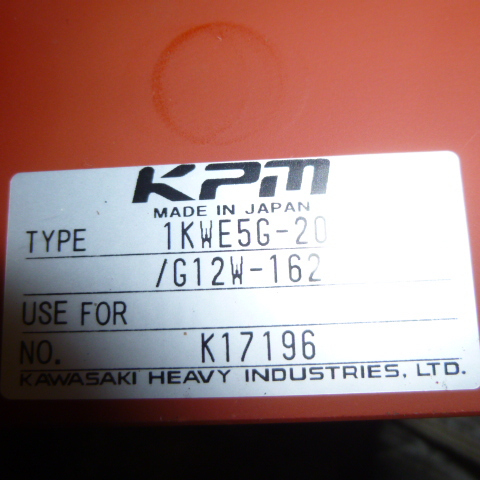 KPM
MADE IN JAPAN
TYPE 1KWE5G-20
/G12W-162
USE FOR
NO. K17196
KAWASAKI HEAVY INDUSTRIES, LTD.